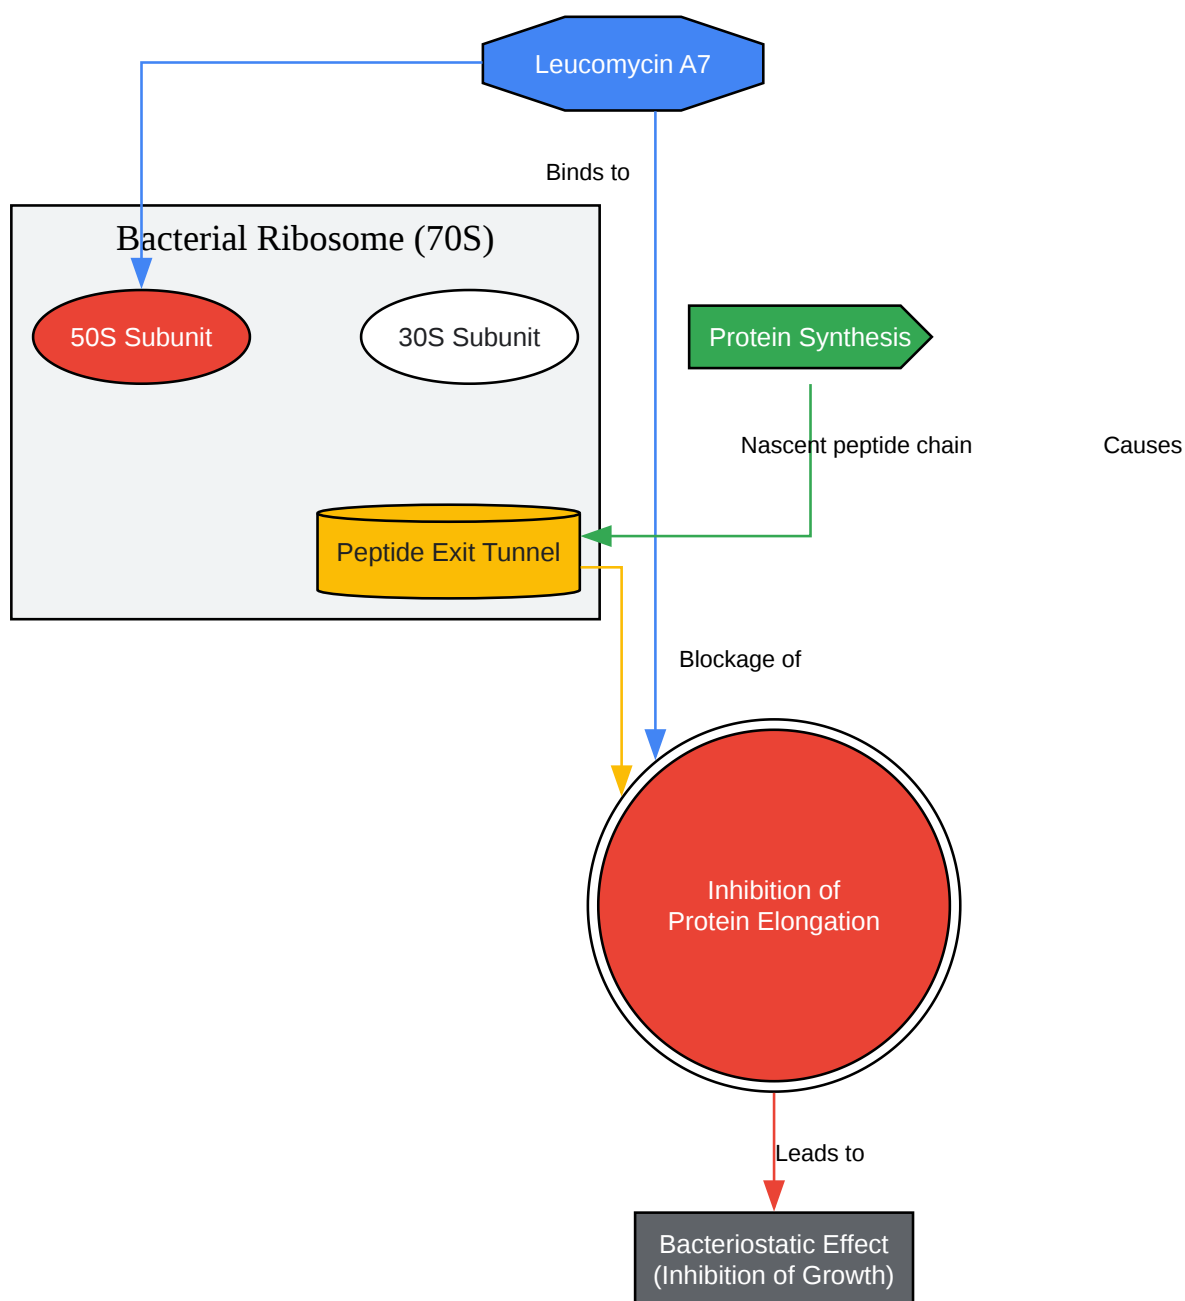 Leucomycin A7
Binds to
Bacterial Ribosome (70S)
50S Subunit
30S Subunit
Protein Synthesis
Nascent peptide chain
Causes
Peptide Exit Tunnel
Blockage of
Inhibition of
Protein Elongation
Leads to
Bacteriostatic Effect
(Inhibition of Growth)